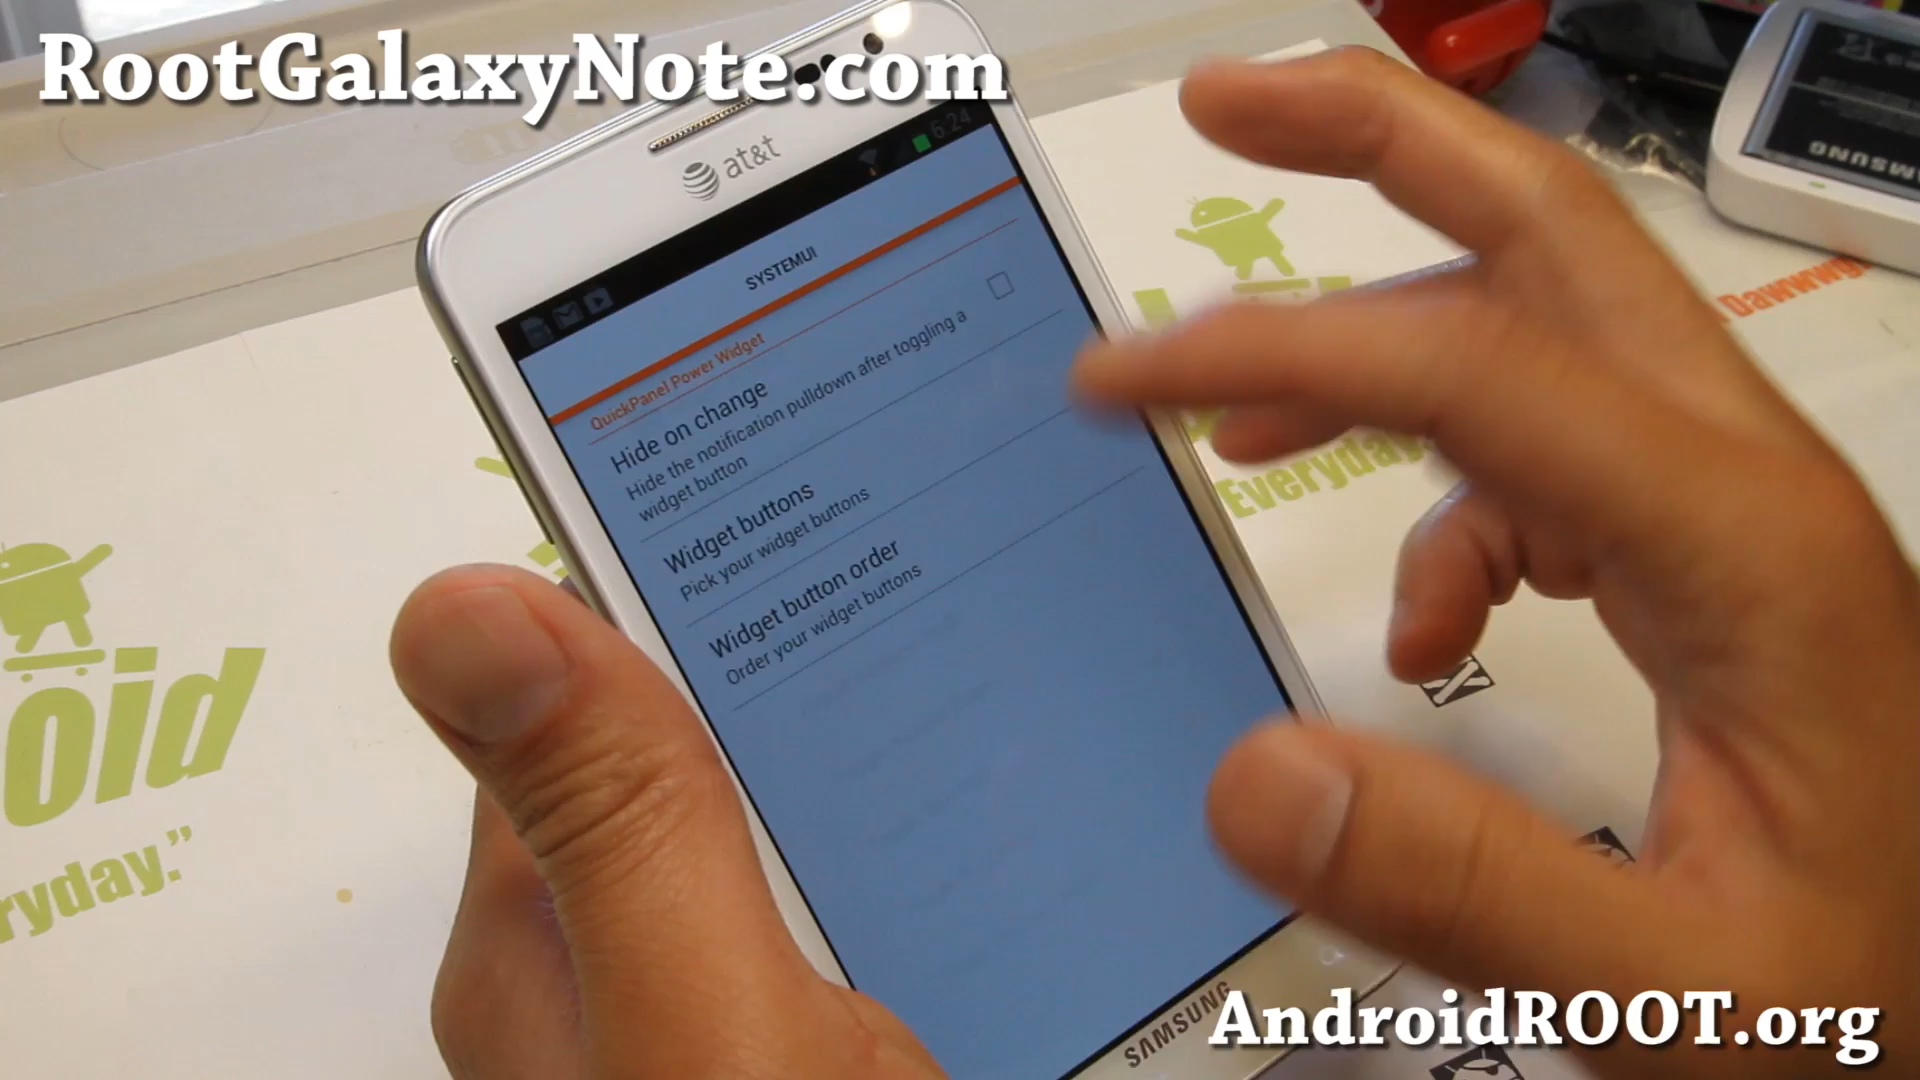 RootGalaxyNote.com
at&t
6:24
SYSTEMUI
QuickPanel Power Widget
Hide on change
Hide the notification pulldown after toggling a
widget button
Widget buttons
Pick your widget buttons
Widget button order
Order your widget buttons
SAMSUNG
SAMSUNG
Dawwwg
Everyday.
oid
ryday.”
AndroidROOT.org